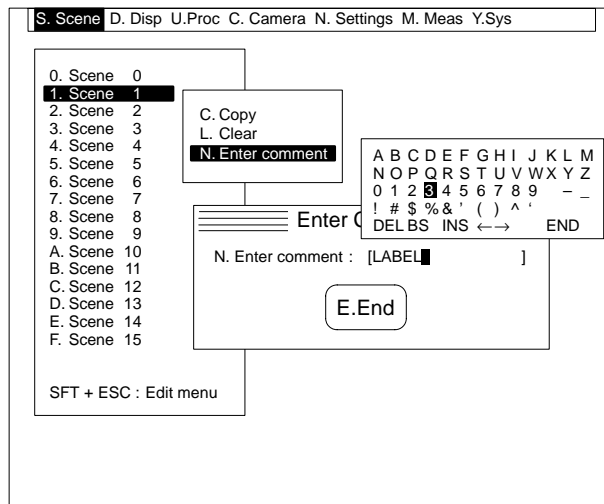 S. Scene D. Disp U.Proc C. Camera N. Settings M. Meas Y.Sys
0. Scene 0
1. Scene 1
2. Scene 2
3. Scene 3
4. Scene 4
5. Scene 5
6. Scene 6
7. Scene 7
8. Scene 8
9. Scene 9
A. Scene 10
B. Scene 11
C. Scene 12
D. Scene 13
E. Scene 14
F. Scene 15
SFT + ESC : Edit menu
C. Copy
L. Clear
N. Enter comment
A B C D E F G H I J K L M
N O P Q R S T U V W X Y Z
0 1 2 3 4 5 6 7 8 9 – _
! # $ % & ' ( ) ^ ‘
DEL BS INS ←→ END
Enter
N. Enter comment : [LABEL ]
E.End